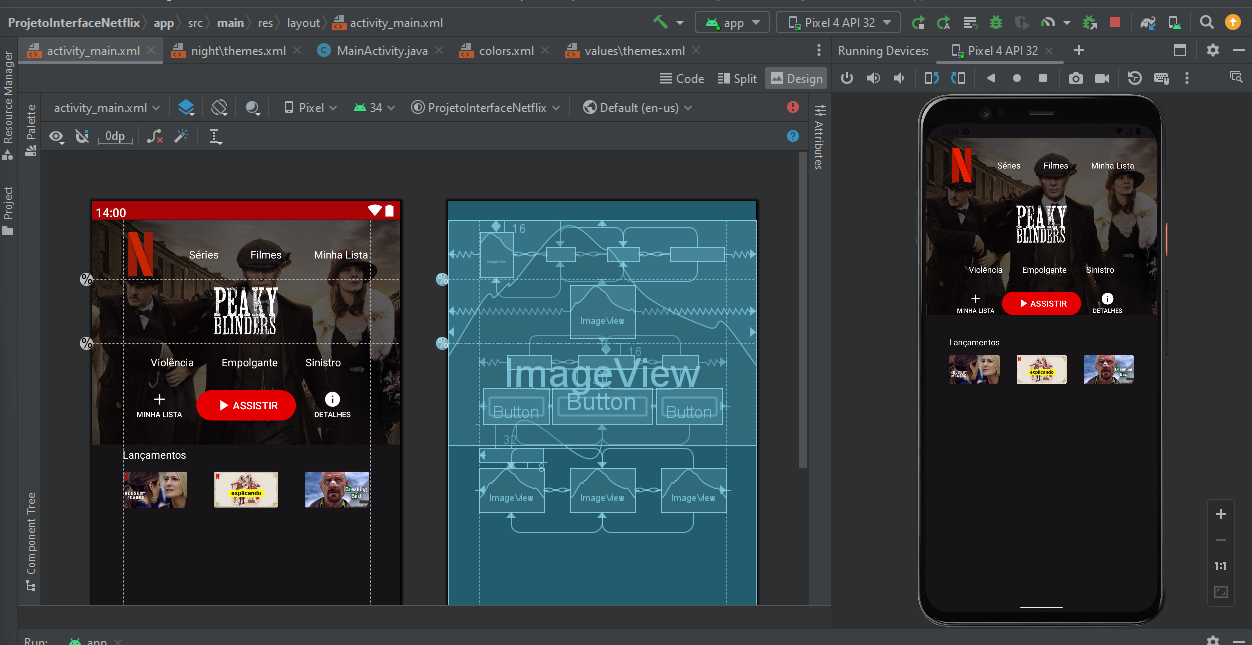 ProjetoInterfaceNetflix app src main res layout activity_main.xml app Pixel 4 API 32
activity_main.xml night\themes.xml MainActivity.java colors.xml values\themes.xml Running Devices: Pixel 4 API 32
Code Split Design
activity_main.xml Pixel 34 ProjetoInterfaceNetflix Default (en-us)
0dp
Resource Manager
Project
Palette
Component Tree
Attributes
14:00
N Séries Filmes Minha Lista
PEAKY
BLINDERS
Violência Empolgante Sinistro
MINHA LISTA ASSISTIR DETALHES
Lançamentos
explicando
Breaking
Bad
16
ImageView
16
ImageView
Button Button Button
32
8
ImageView ImageView ImageView
N Séries Filmes Minha Lista
PEAKY
BLINDERS
Violência Empolgante Sinistro
MINHA LISTA ASSISTIR DETALHES
Lançamentos
explicando
1:1
Run: app